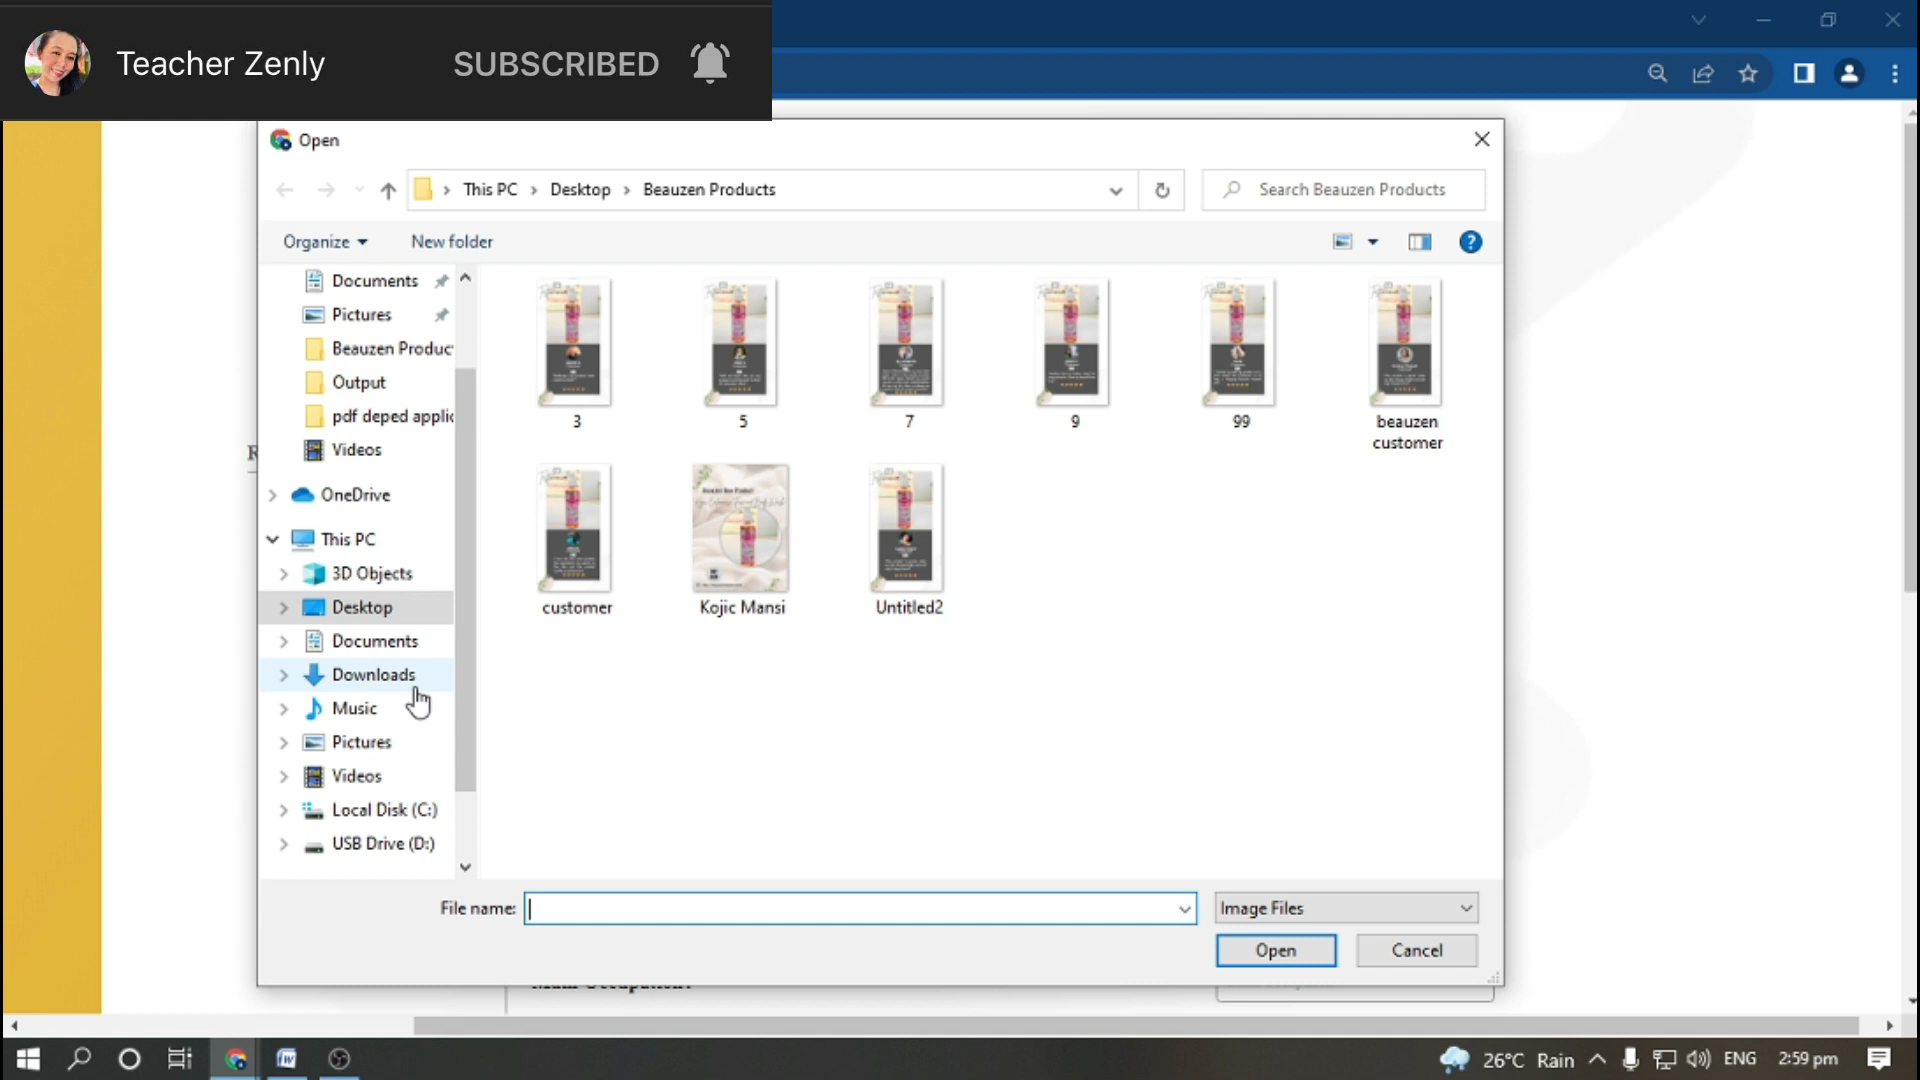 Teacher Zenly SUBSCRIBED
Open
This PC Desktop Beauzen Products Search Beauzen Products
Organize New folder
Documents
Pictures
Beauzen Produc
Output
pdf deped applic
Videos
OneDrive
This PC
3D Objects
Desktop
Documents
Downloads
Music
Pictures
Videos
Local Disk (C:)
USB Drive (D:)
3 5 7 9 99 beauzen
customer
customer Kojic Mansi Untitled2
File name: Image Files
Open Cancel
26°C Rain ENG 2:59 pm